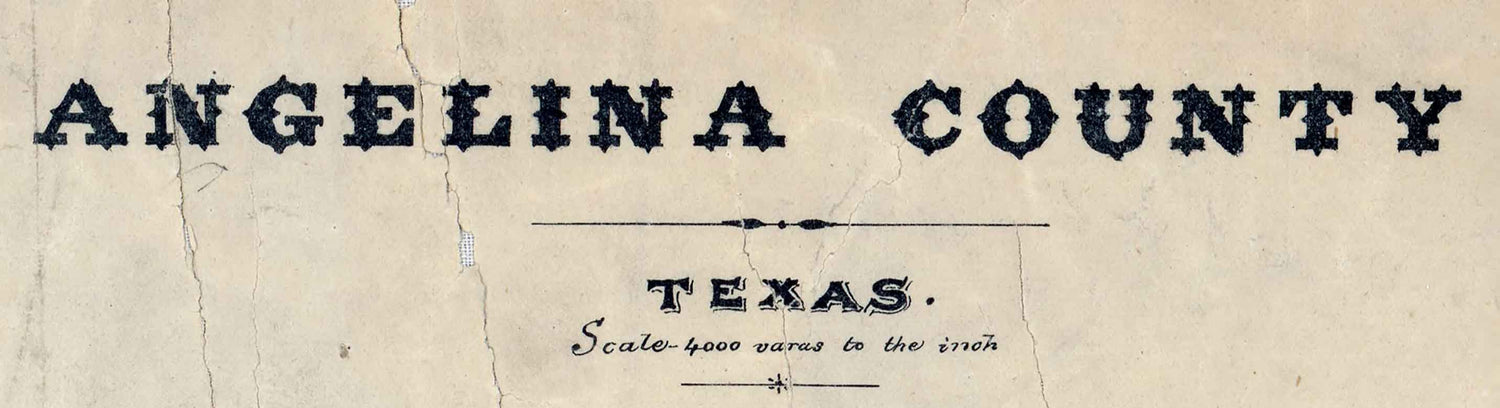 ANGELINA COUNTY
TEXAS.
Scale-4000 varas to the inch